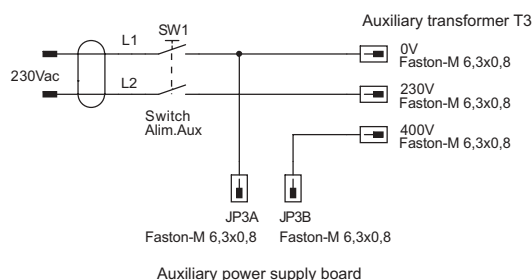 Auxiliary transformer T3
SW1
L1
0V
Faston-M 6,3x0,8
230Vac
L2
230V
Faston-M 6,3x0,8
Switch
Alim.Aux
400V
Faston-M 6,3x0,8
JP3A
JP3B
Faston-M 6,3x0,8
Faston-M 6,3x0,8
Auxiliary power supply board